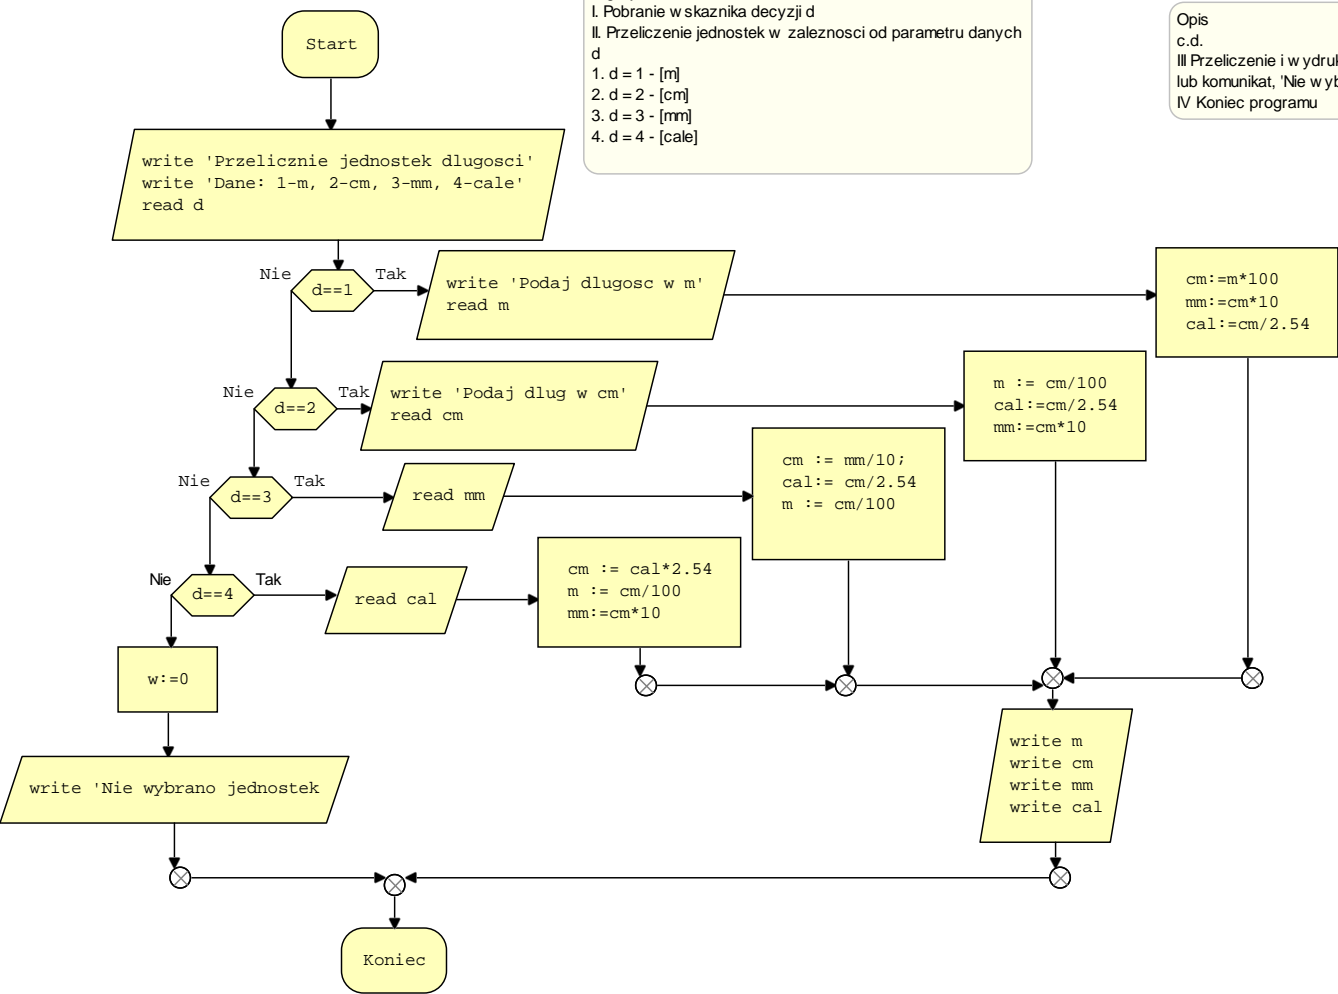 Start
I. Pobranie wskaznika decyzji d
II. Przeliczenie jednostek w zaleznosci od parametru danych
d
1. d = 1 - [m]
2. d = 2 - [cm]
3. d = 3 - [mm]
4. d = 4 - [cale]
Opis
c.d.
III Przeliczenie i wydruk
lub komunikat, 'Nie wyb
IV Koniec programu
write 'Przelicznie jednostek dlugosci'
write 'Dane: 1-m, 2-cm, 3-mm, 4-cale'
read d
Nie
d==1
Tak
write 'Podaj dlugosc w m'
read m
cm:=m*100
mm:=cm*10
cal:=cm/2.54
Nie
d==2
Tak
write 'Podaj dlug w cm'
read cm
m := cm/100
cal:=cm/2.54
mm:=cm*10
Nie
d==3
Tak
read mm
cm := mm/10;
cal:= cm/2.54
m := cm/100
Nie
d==4
Tak
read cal
cm := cal*2.54
m := cm/100
mm:=cm*10
w:=0
write 'Nie wybrano jednostek
write m
write cm
write mm
write cal
Koniec